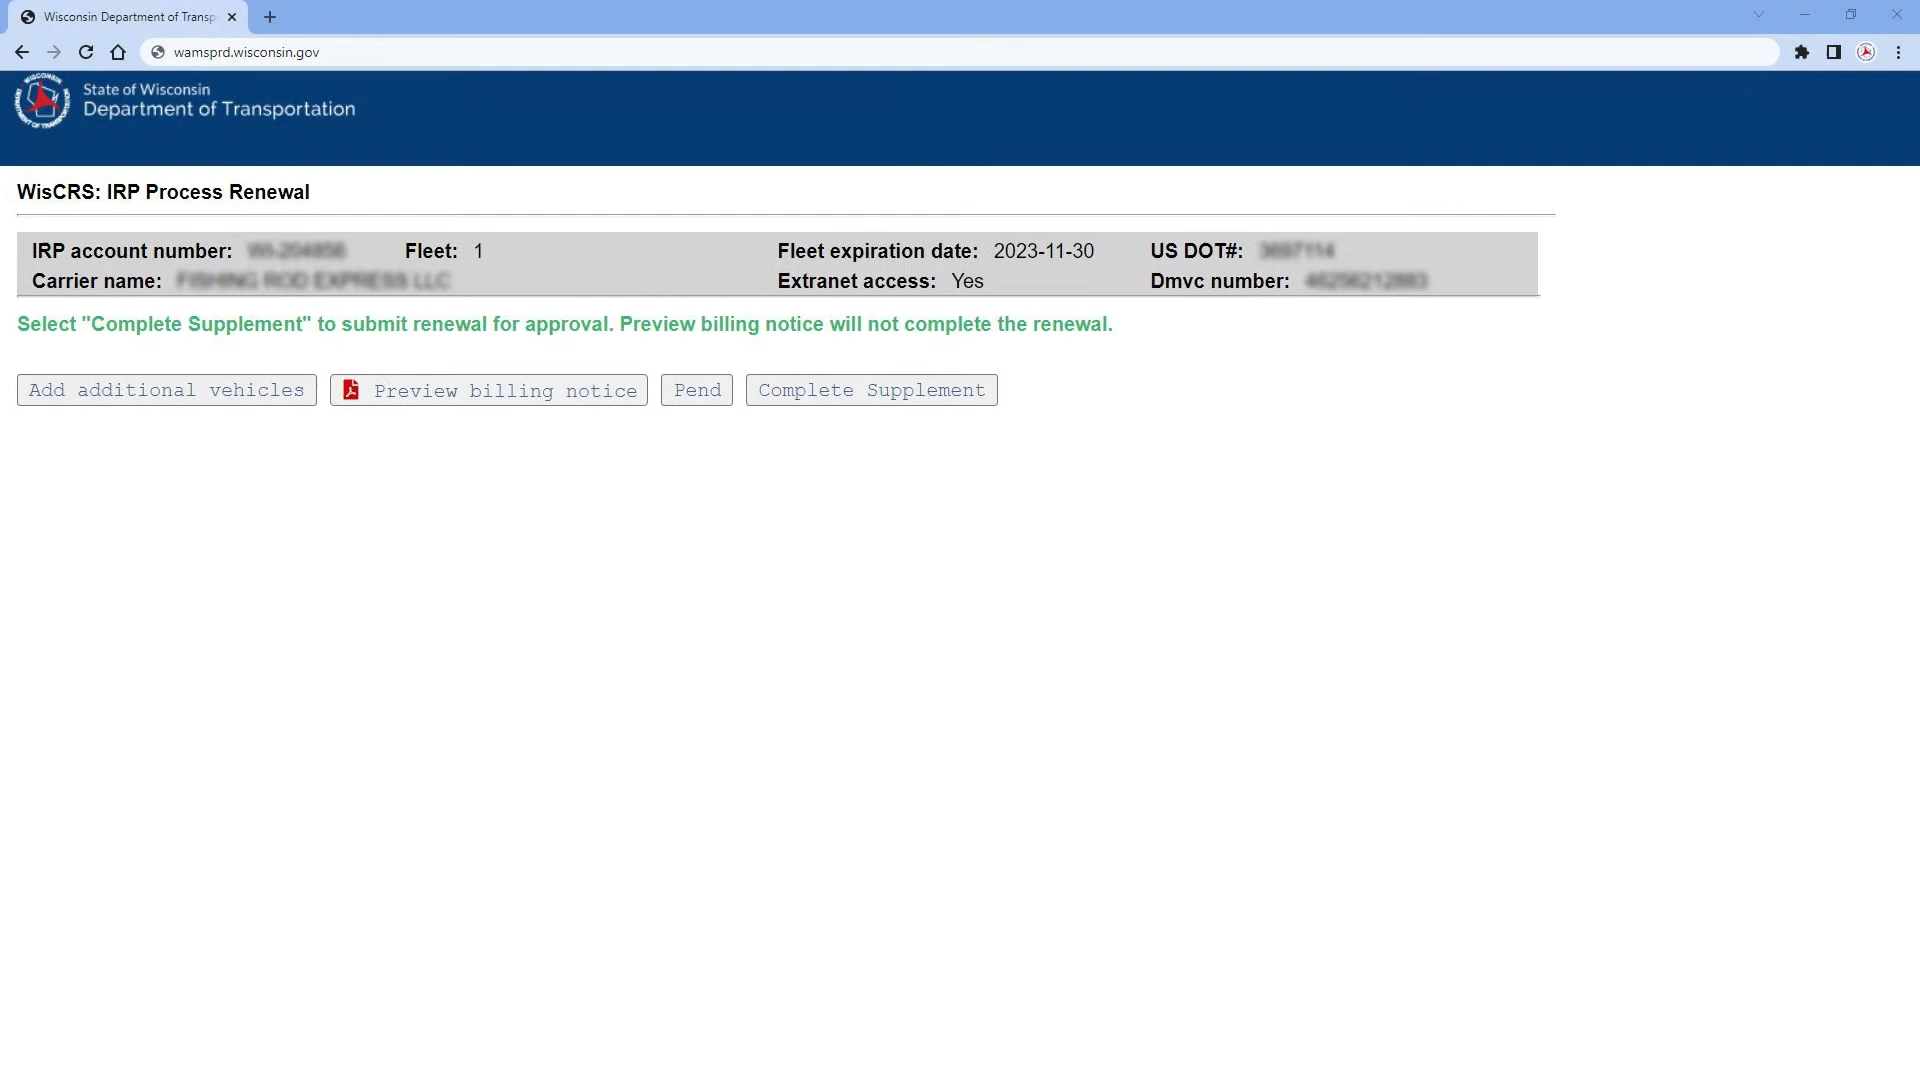 Wisconsin Department of Transp
wamsprd.wisconsin.gov
State of Wisconsin
Department of Transportation
WisCRS: IRP Process Renewal
IRP account number: Fleet: 1 Fleet expiration date: 2023-11-30 US DOT#:
Carrier name: Extranet access: Yes Dmvc number:
Select "Complete Supplement" to submit renewal for approval. Preview billing notice will not complete the renewal.
Add additional vehicles Preview billing notice Pend Complete Supplement